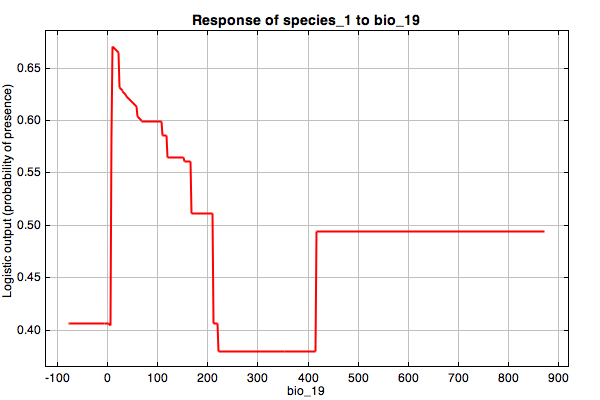 Response of species_1 to bio_19
Logistic output (probability of presence)
0.65
0.60
0.55
0.50
0.45
0.40
-100 0 100 200 300 400 500 600 700 800 900
bio_19